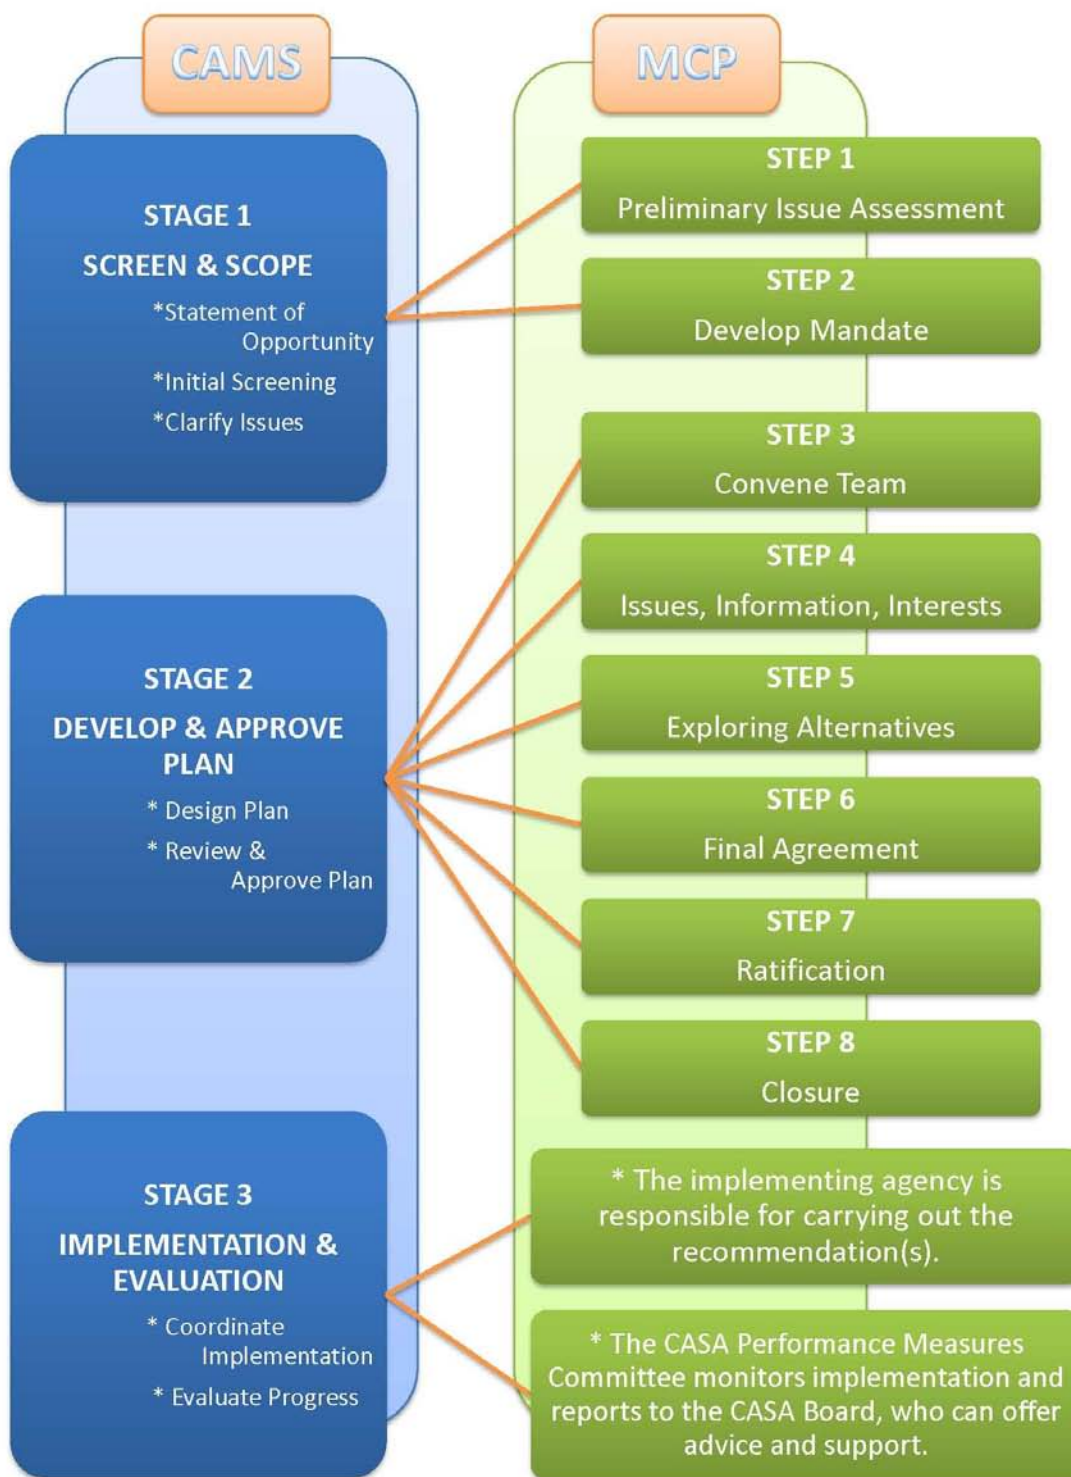 CAMS
MCP
STAGE 1
SCREEN & SCOPE
*Statement of
Opportunity
*Initial Screening
*Clarify Issues
STEP 1
Preliminary Issue Assessment
STEP 2
Develop Mandate
STAGE 2
DEVELOP & APPROVE
PLAN
* Design Plan
* Review &
Approve Plan
STEP 3
Convene Team
STEP 4
Issues, Information, Interests
STEP 5
Exploring Alternatives
STEP 6
Final Agreement
STEP 7
Ratification
STEP 8
Closure
STAGE 3
IMPLEMENTATION &
EVALUATION
* Coordinate
Implementation
* Evaluate Progress
* The implementing agency is
responsible for carrying out the
recommendation(s).
* The CASA Performance Measures
Committee monitors implementation and
reports to the CASA Board, who can offer
advice and support.